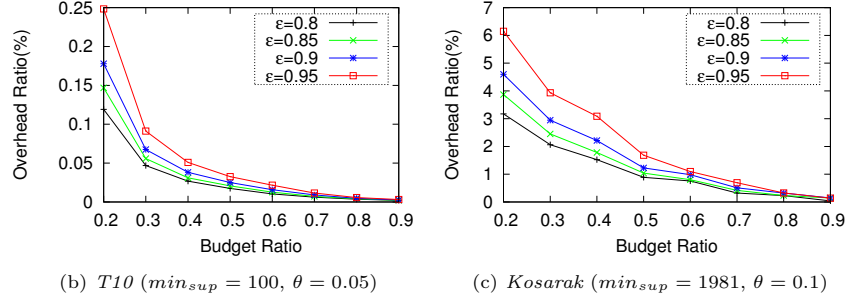 0.25
0.2
0.15
0.1
0.05
0
Overhead Ratio(%)
ε=0.8
ε=0.85
ε=0.9
ε=0.95
0.2 0.3 0.4 0.5 0.6 0.7 0.8 0.9
Budget Ratio
(b) T10 (min_sup = 100, θ = 0.05)
7
6
5
4
3
2
1
0
Overhead Ratio(%)
ε=0.8
ε=0.85
ε=0.9
ε=0.95
0.2 0.3 0.4 0.5 0.6 0.7 0.8 0.9
Budget Ratio
(c) Kosarak (min_sup = 1981, θ = 0.1)